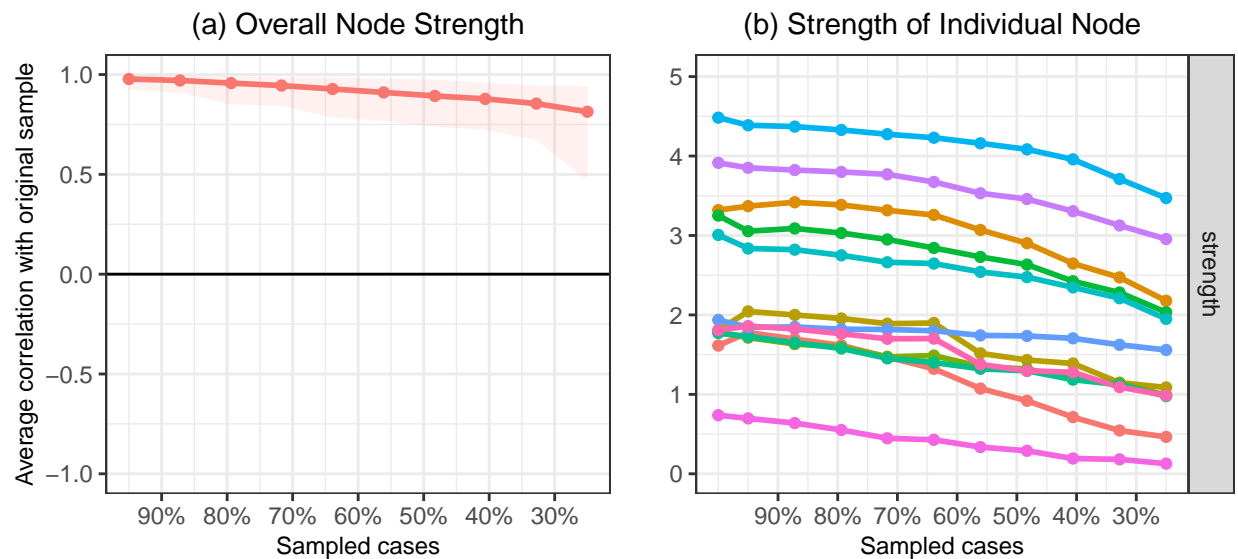 (a) Overall Node Strength
Average correlation with original sample
1.0
0.5
0.0
−0.5
−1.0
90% 80% 70% 60% 50% 40% 30%
Sampled cases
(b) Strength of Individual Node
5
4
3
2
1
0
90% 80% 70% 60% 50% 40% 30%
Sampled cases
strength